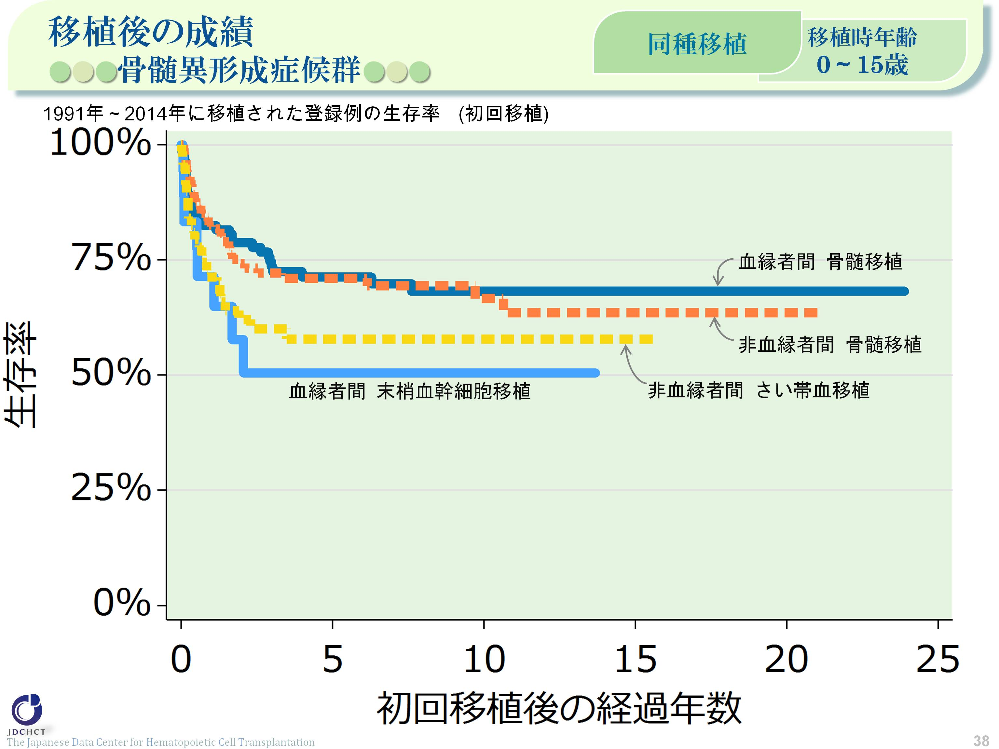 移植後の成績
骨髄異形成症候群
同種移植
移植時年齢
0~15歳
1991年~2014年に移植された登録例の生存率 (初回移植)
100%
75%
50%
25%
0%
生存率
血縁者間 骨髄移植
非血縁者間 骨髄移植
非血縁者間 さい帯血移植
血縁者間 末梢血幹細胞移植
0 5 10 15 20 25
初回移植後の経過年数
JDCHCT
The Japanese Data Center for Hematopoietic Cell Transplantation
38